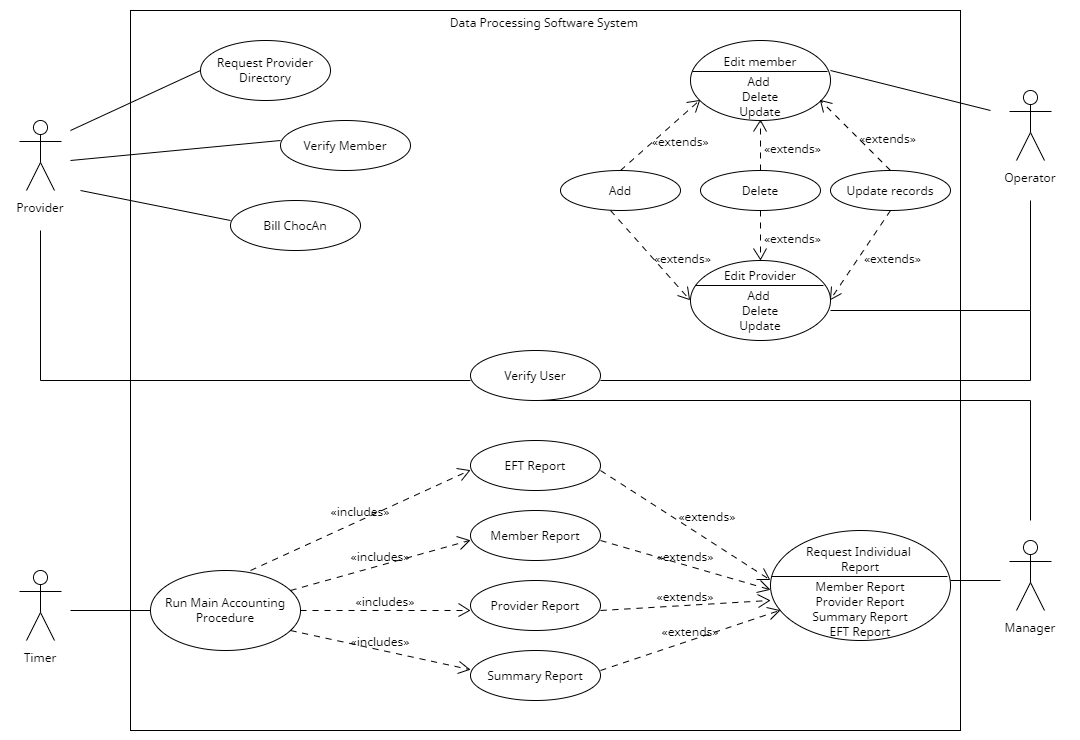 Data Processing Software System
Request Provider
Directory
Verify Member
Bill ChocAn
Provider
Edit member
Add
Delete
Update
Operator
«extends»
«extends»
«extends»
Add
Delete
Update records
«extends»
«extends»
«extends»
Edit Provider
Add
Delete
Update
Verify User
EFT Report
Member Report
Provider Report
Summary Report
«includes»
«includes»
«includes»
«includes»
«extends»
«extends»
«extends»
«extends»
Run Main Accounting
Procedure
Timer
Request Individual
Report
Member Report
Provider Report
Summary Report
EFT Report
Manager